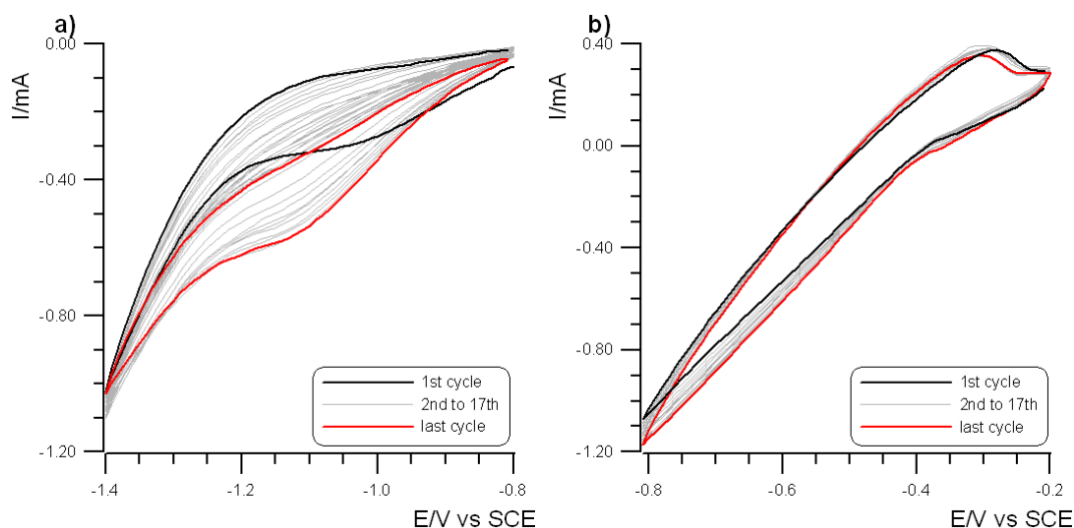 a)
I/mA
0.00
-0.40
-0.80
-1.20
-1.4
-1.2
-1.0
-0.8
E/V vs SCE
1st cycle
2nd to 17th
last cycle
b)
I/mA
0.40
0.00
-0.40
-0.80
-1.20
-0.8
-0.6
-0.4
-0.2
E/V vs SCE
1st cycle
2nd to 17th
last cycle